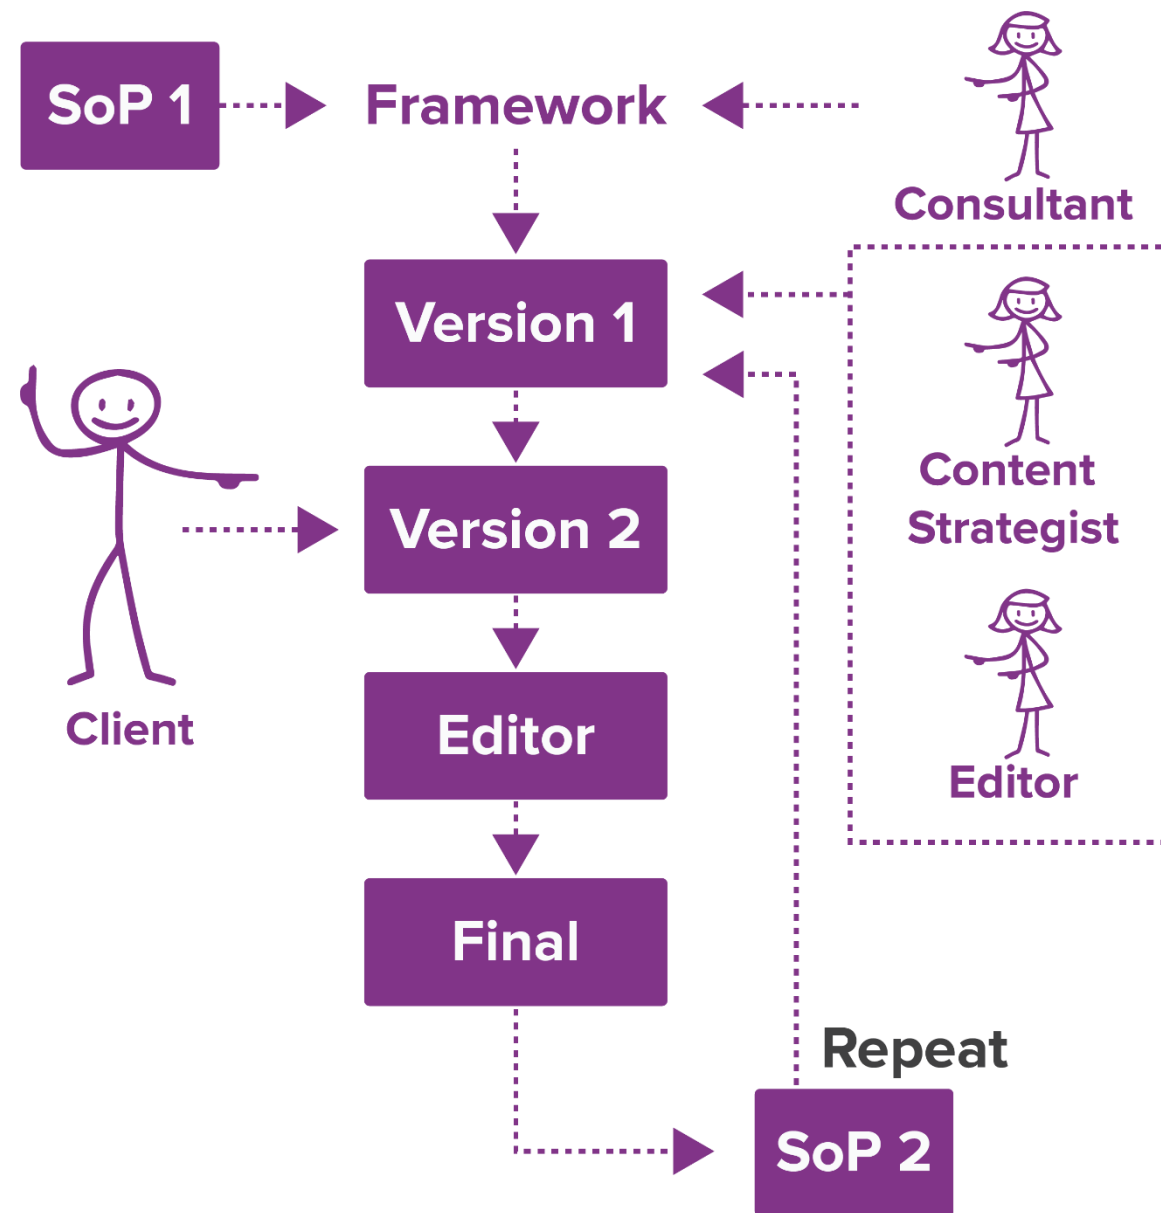 SoP 1
Framework
Consultant
Version 1
Content
Strategist
Version 2
Client
Editor
Editor
Final
Repeat
SoP 2